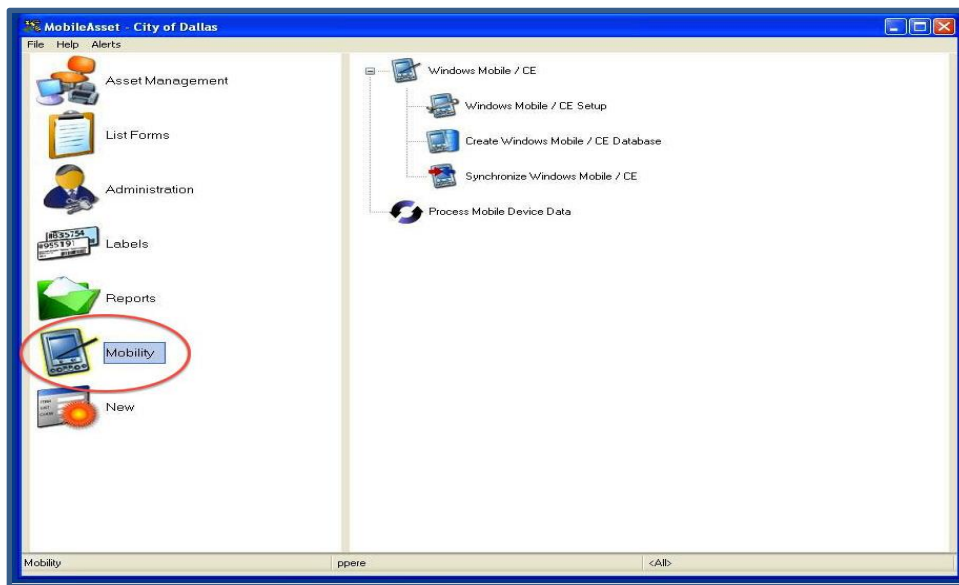 MobileAsset - City of Dallas
File Help Alerts
Asset Management
List Forms
Administration
#835754
#955191
Labels
Reports
Mobility
New
Windows Mobile / CE
Windows Mobile / CE Setup
Create Windows Mobile / CE Database
Synchronize Windows Mobile / CE
Process Mobile Device Data
Mobility ppere <All>